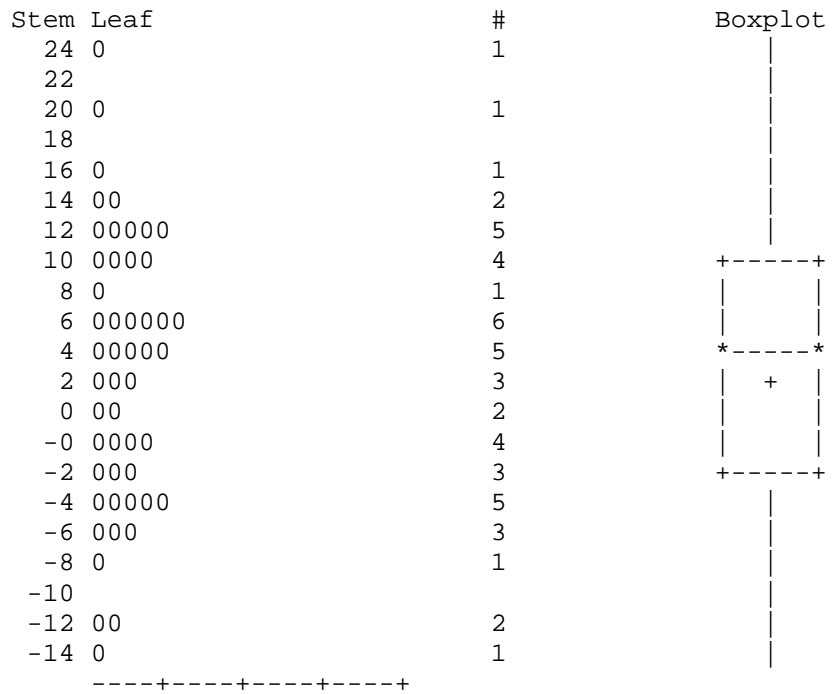 Stem Leaf                     #             Boxplot
  24 0                        1                |
  22                                           |
  20 0                        1                |
  18                                           |
  16 0                        1                |
  14 00                       2                |
  12 00000                    5                |
  10 0000                     4             +-----+
   8 0                        1             |     |
   6 000000                   6             |     |
   4 00000                    5             *-----*
   2 000                      3             |  +  |
   0 00                       2             |     |
  -0 0000                     4             |     |
  -2 000                      3             +-----+
  -4 00000                    5                |
  -6 000                      3                |
  -8 0                        1                |
 -10                                           |
 -12 00                       2                |
 -14 0                        1                |
     ----+----+----+----+